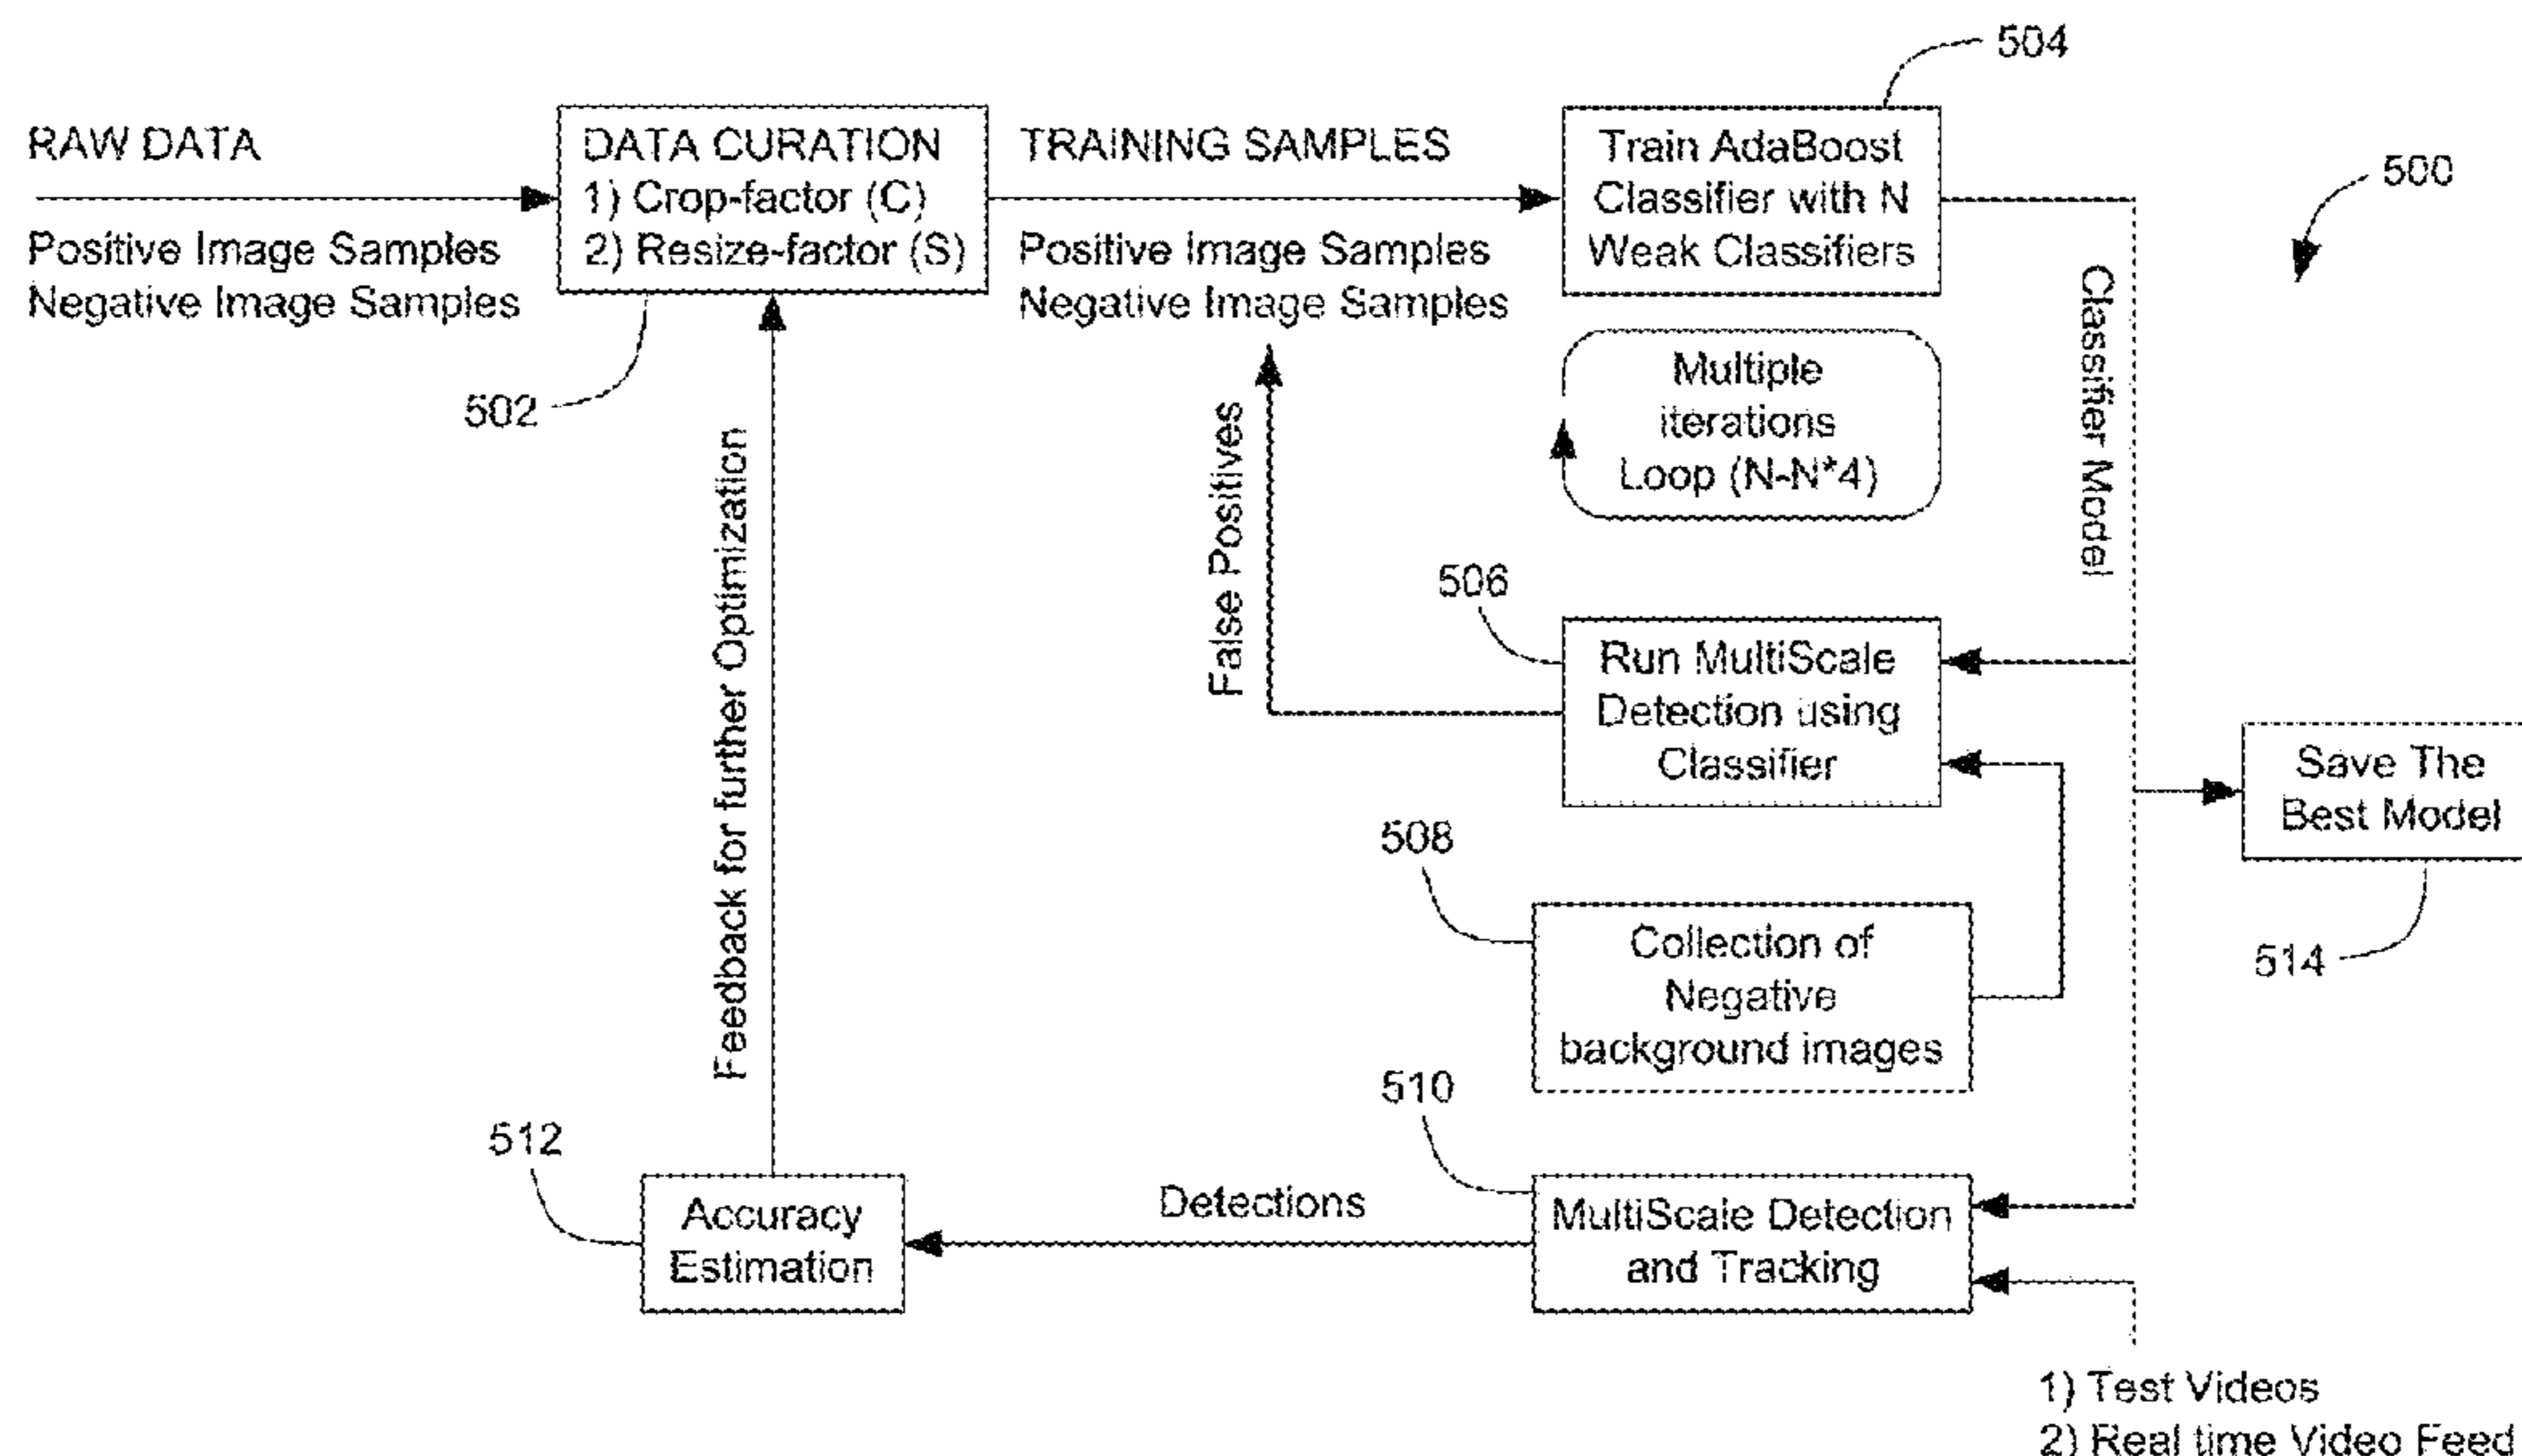 504
RAW DATA
DATA CURATION
1) Crop-factor (C)
2) Resize-factor (S)
TRAINING SAMPLES
Train AdaBoost
Classifier with N
Weak Classifiers
500
Positive Image Samples
Negative Image Samples
Positive Image Samples
Negative Image Samples
502
Multiple
iterations
Loop (N-N*4)
Classifier Model
False Positives
Feedback for further Optimization
506
Run MultiScale
Detection using
Classifier
Save The
Best Model
508
Collection of
Negative
background images
514
510
512
Accuracy
Estimation
Detections
MultiScale Detection
and Tracking
1) Test Videos
2) Real time Video Feed